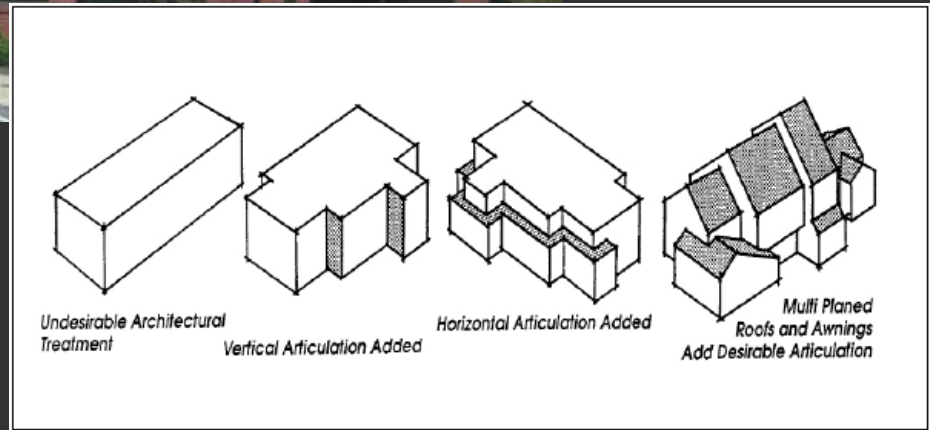 Undesirable Architectural
Treatment
Vertical Articulation Added
Horizontal Articulation Added
Multi Planed
Roofs and Awnings
Add Desirable Articulation